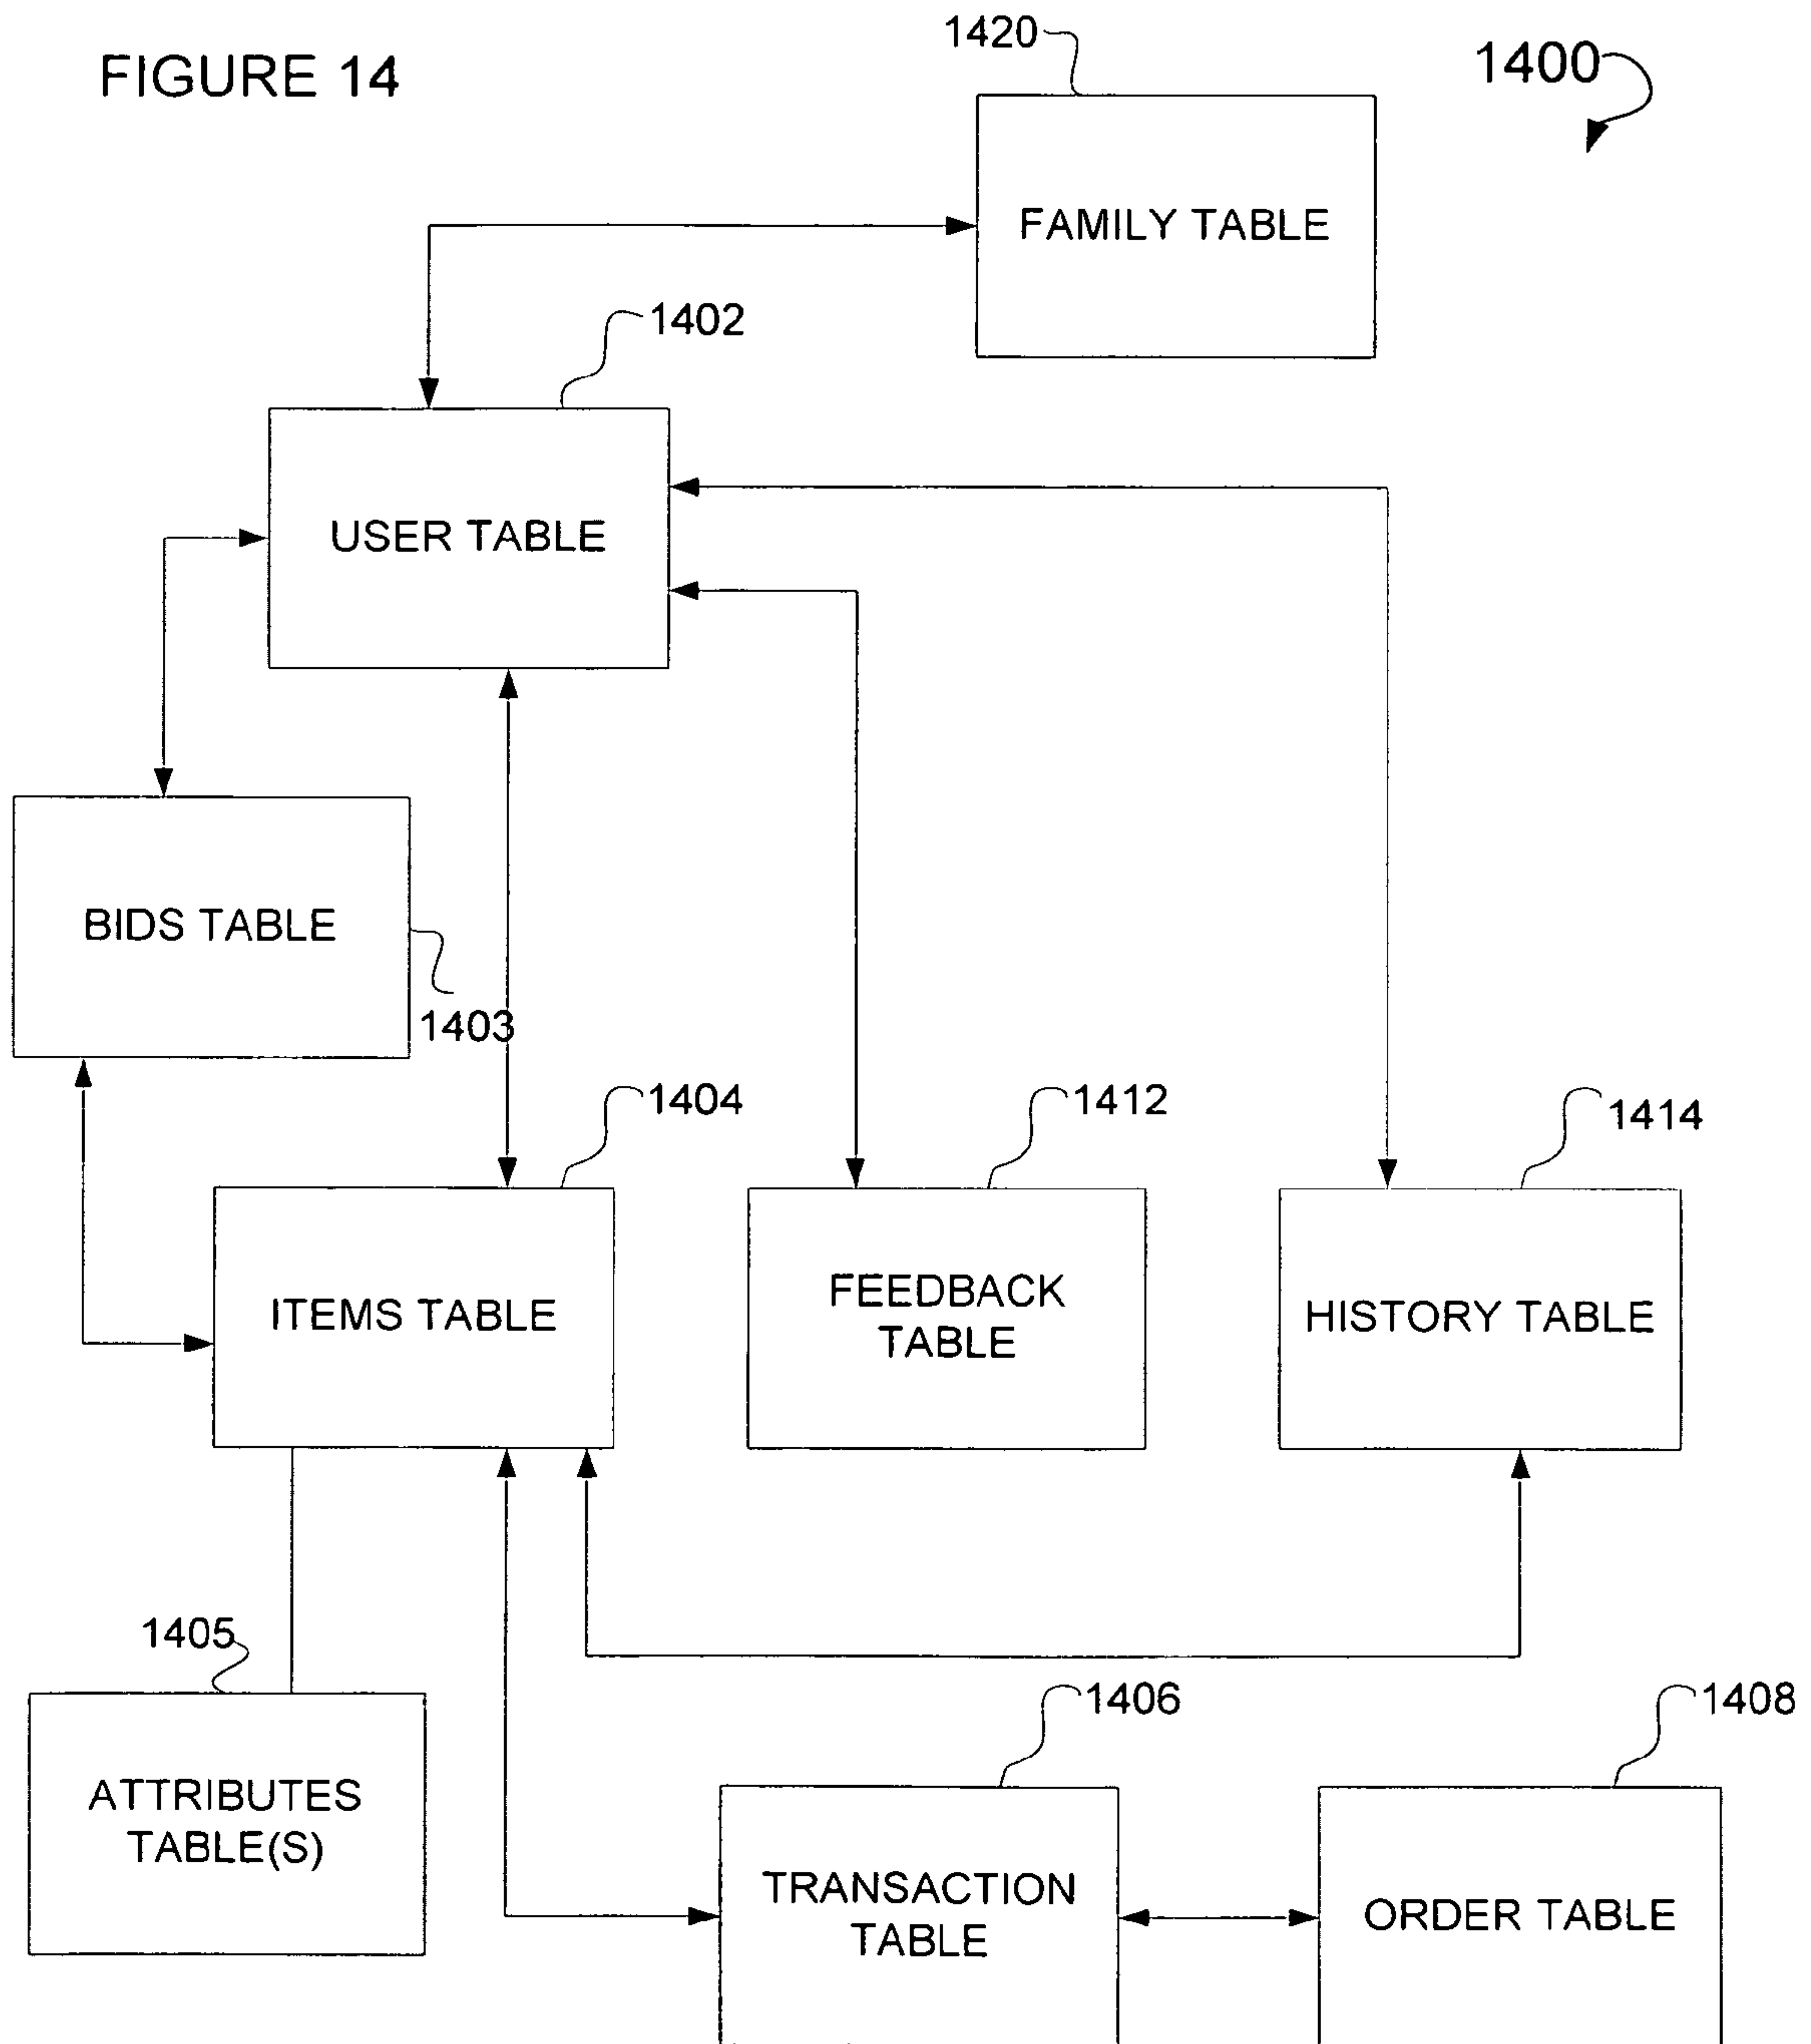 FIGURE 14
1420
1400
FAMILY TABLE
1402
USER TABLE
BIDS TABLE
1403
1404
1412
1414
ITEMS TABLE
FEEDBACK
TABLE
HISTORY TABLE
1405
ATTRIBUTES
TABLE(S)
1406
1408
TRANSACTION
TABLE
ORDER TABLE